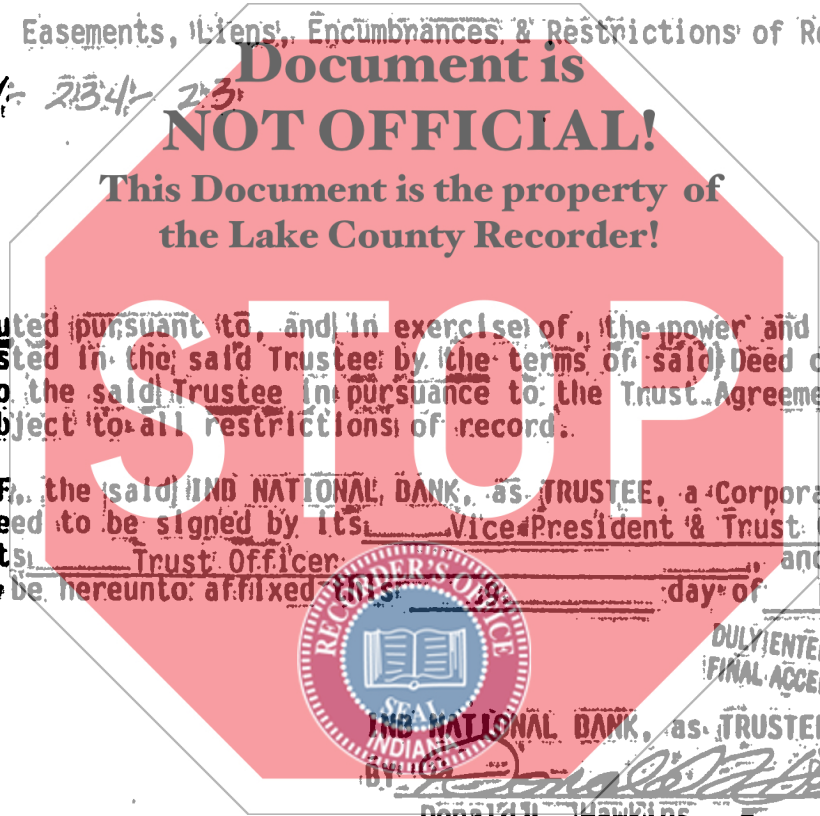 Easements, Liens, Encumbrances & Restrictions of Re
Document is
234- 23
NOT OFFICIAL!
This Document is the property of
the Lake County Recorder!
STOP
uted pursuant to, and in exercise of, the power and
sted in the said Trustee by the terms of said Deed o
o the said Trustee in pursuance to the Trust Agreeme
bject to all restrictions of record.
F, the said IND NATIONAL BANK, as TRUSTEE, a Corpora
eed to be signed by its Vice President & Trust
ts Trust Officer , and
be hereunto affixed this day of
RECORDER'S OFFICE
DULY ENTE
FINAL ACCE
SEAL
INDIANA
IND NATIONAL BANK, as TRUSTEE
BY
Donald Hawkins